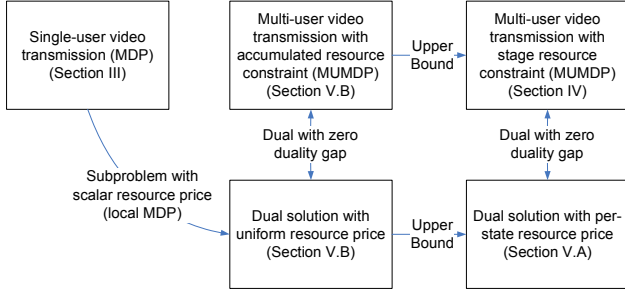 Single-user video
transmission (MDP)
(Section III)
Multi-user video
transmission with
accumulated resource
constraint (MUMDP)
(Section V.B)
Upper
Bound
Multi-user video
transmission with
stage resource
constraint (MUMDP)
(Section IV)
Dual with zero
duality gap
Dual with zero
duality gap
Subproblem with
scalar resource price
(local MDP)
Dual solution with
uniform resource price
(Section V.B)
Upper
Bound
Dual solution with per-
state resource price
(Section V.A)